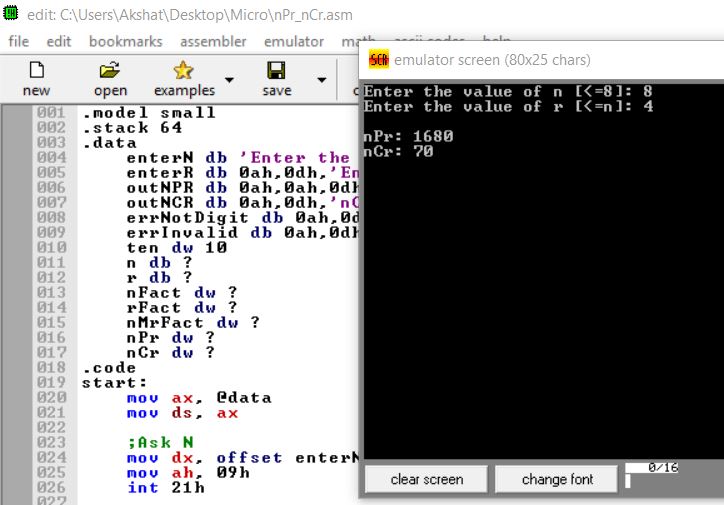 edit: C:\Users\Akshat\Desktop\Micro\nPr_nCr.asm
file edit bookmarks assembler emulator
new open examples save
001 .model small
002 .stack 64
003 .data
004 enterN db 'Enter the
005 enterR db 0ah,0dh,'En
006 outNPR db 0ah,0ah,0dh
007 outNCR db 0ah,0dh,'nC
008 errNotDigit db 0ah,0d
009 errInvalid db 0ah,0dh
010 ten dw 10
011 n db ?
012 r db ?
013 nFact dw ?
014 rFact dw ?
015 nMrFact dw ?
016 nPr dw ?
017 nCr dw ?
018 .code
019 start:
020 mov ax, @data
021 mov ds, ax
022
023 ;Ask N
024 mov dx, offset enterN
025 mov ah, 09h
026 int 21h
027
SCR emulator screen (80x25 chars)
Enter the value of n [<=8]: 8
Enter the value of r [<=n]: 4
nPr: 1680
nCr: 70
clear screen change font 0/16